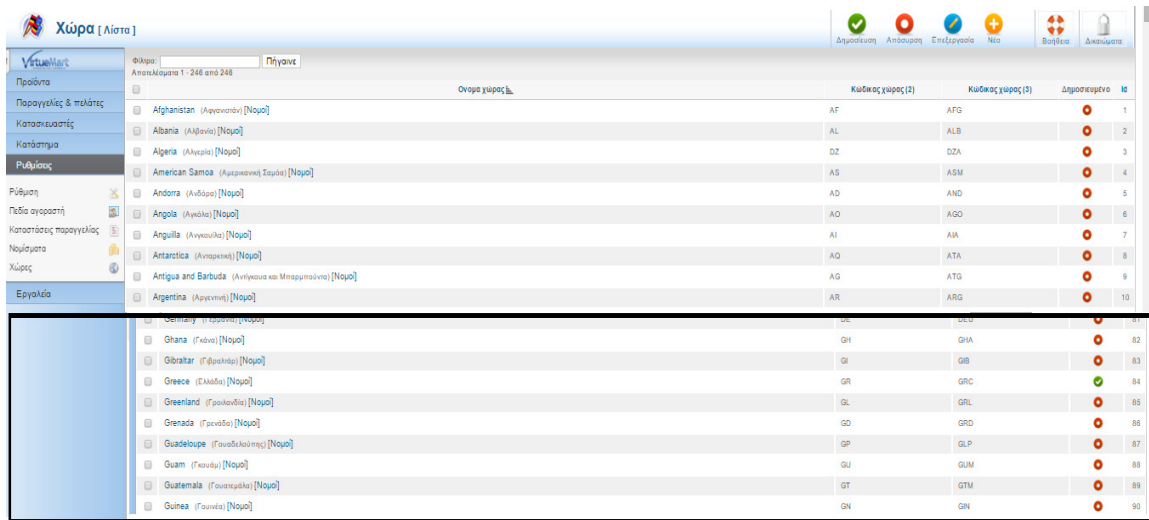 Χώρα [ Λίστα ]
Δημοσίευση Απόσυρση Επεξεργασία Νέο Βοήθεια Δικαιώματα
VirtueMart
Προϊόντα
Παραγγελίες & πελάτες
Κατασκευαστές
Κατάστημα
Ρυθμίσεις
Ρύθμιση
Πεδία αγοραστή
Καταστάσεις παραγγελίας
Νομίσματα
Χώρες
Εργαλεία
Φίλτρο: Πήγαινε
Αποτελέσματα 1 - 246 από 246
Όνομα χώρας Κώδικας χώρας (2) Κώδικας χώρας (3) Δημοσιευμένο Id
Afghanistan (Αφγανιστάν) [Νομοί] AF AFG 1
Albania (Αλβανία) [Νομοί] AL ALB 2
Algeria (Αλγερία) [Νομοί] DZ DZA 3
American Samoa (Αμερικανική Σαμόα) [Νομοί] AS ASM 4
Andorra (Ανδόρα) [Νομοί] AD AND 5
Angola (Αγκόλα) [Νομοί] AO AGO 6
Anguilla (Ανγκουίλα) [Νομοί] AI AIA 7
Antarctica (Ανταρκτική) [Νομοί] AQ ATA 8
Antigua and Barbuda (Αντίγκουα και Μπαρμπούντα) [Νομοί] AG ATG 9
Argentina (Αργεντινή) [Νομοί] AR ARG 10
Germany (Γερμανία) [Νομοί] DE DEU 81
Ghana (Γκάνα) [Νομοί] GH GHA 82
Gibraltar (Γιβραλτάρ) [Νομοί] GI GIB 83
Greece (Ελλάδα) [Νομοί] GR GRC 84
Greenland (Γροιλανδία) [Νομοί] GL GRL 85
Grenada (Γρενάδα) [Νομοί] GD GRD 86
Guadeloupe (Γουαδελούπης) [Νομοί] GP GLP 87
Guam (Γκουάμ) [Νομοί] GU GUM 88
Guatemala (Γουατεμάλα) [Νομοί] GT GTM 89
Guinea (Γουινέα) [Νομοί] GN GIN 90